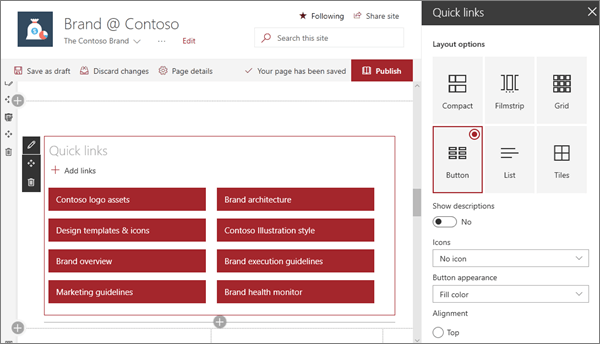 Brand @ Contoso
The Contoso Brand
... Edit
Following
Share site
Search this site
Save as draft
Discard changes
Page details
Your page has been saved
Publish
Quick links
Add links
Contoso logo assets
Brand architecture
Design templates & icons
Contoso Illustration style
Brand overview
Brand execution guidelines
Marketing guidelines
Brand health monitor
Quick links
Layout options
Compact
Filmstrip
Grid
Button
List
Tiles
Show descriptions
No
Icons
No icon
Button appearance
Fill color
Alignment
Top